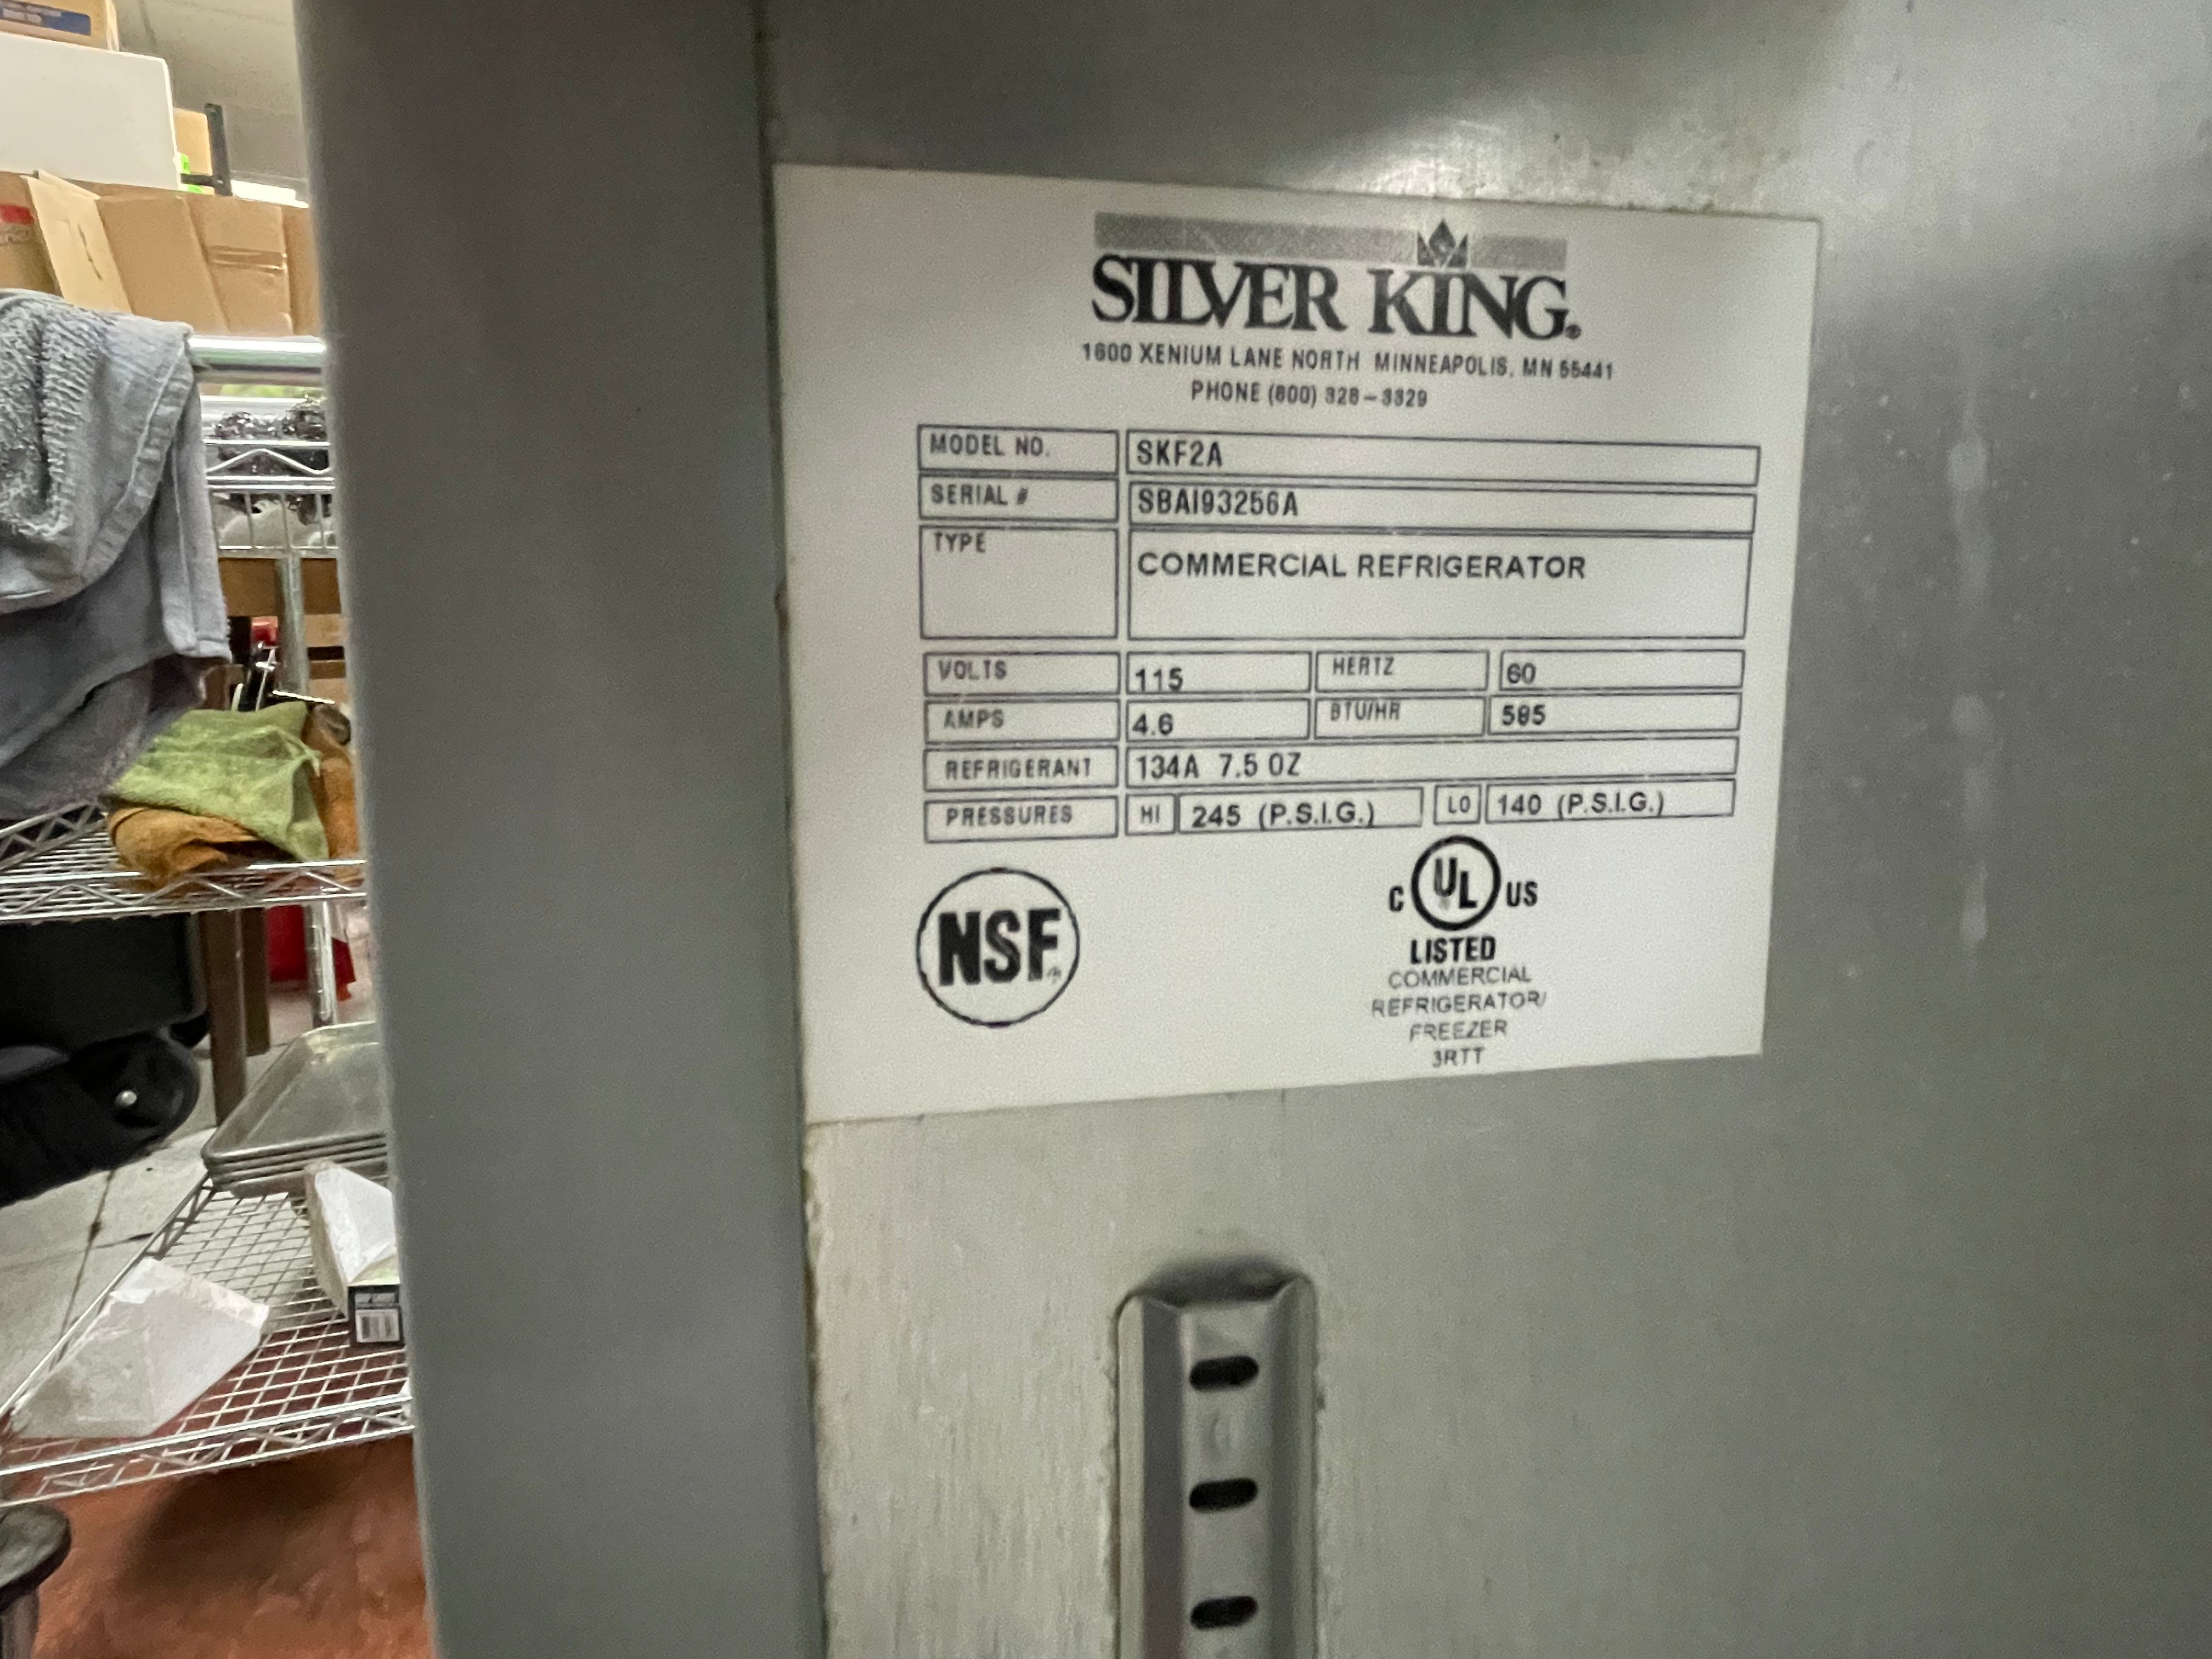 SILVER KING®
1600 XENIUM LANE NORTH MINNEAPOLIS, MN 55441
PHONE (800) 328-3329
MODEL NO. SKF2A
SERIAL # SBAI93256A
TYPE COMMERCIAL REFRIGERATOR
VOLTS 115 HERTZ 60
AMPS 4.6 BTU/HR 595
REFRIGERANT 134A 7.5 OZ
PRESSURES HI 245 (P.S.I.G.) LO 140 (P.S.I.G.)
NSF
C UL US
LISTED
COMMERCIAL
REFRIGERATOR/
FREEZER
3RTT